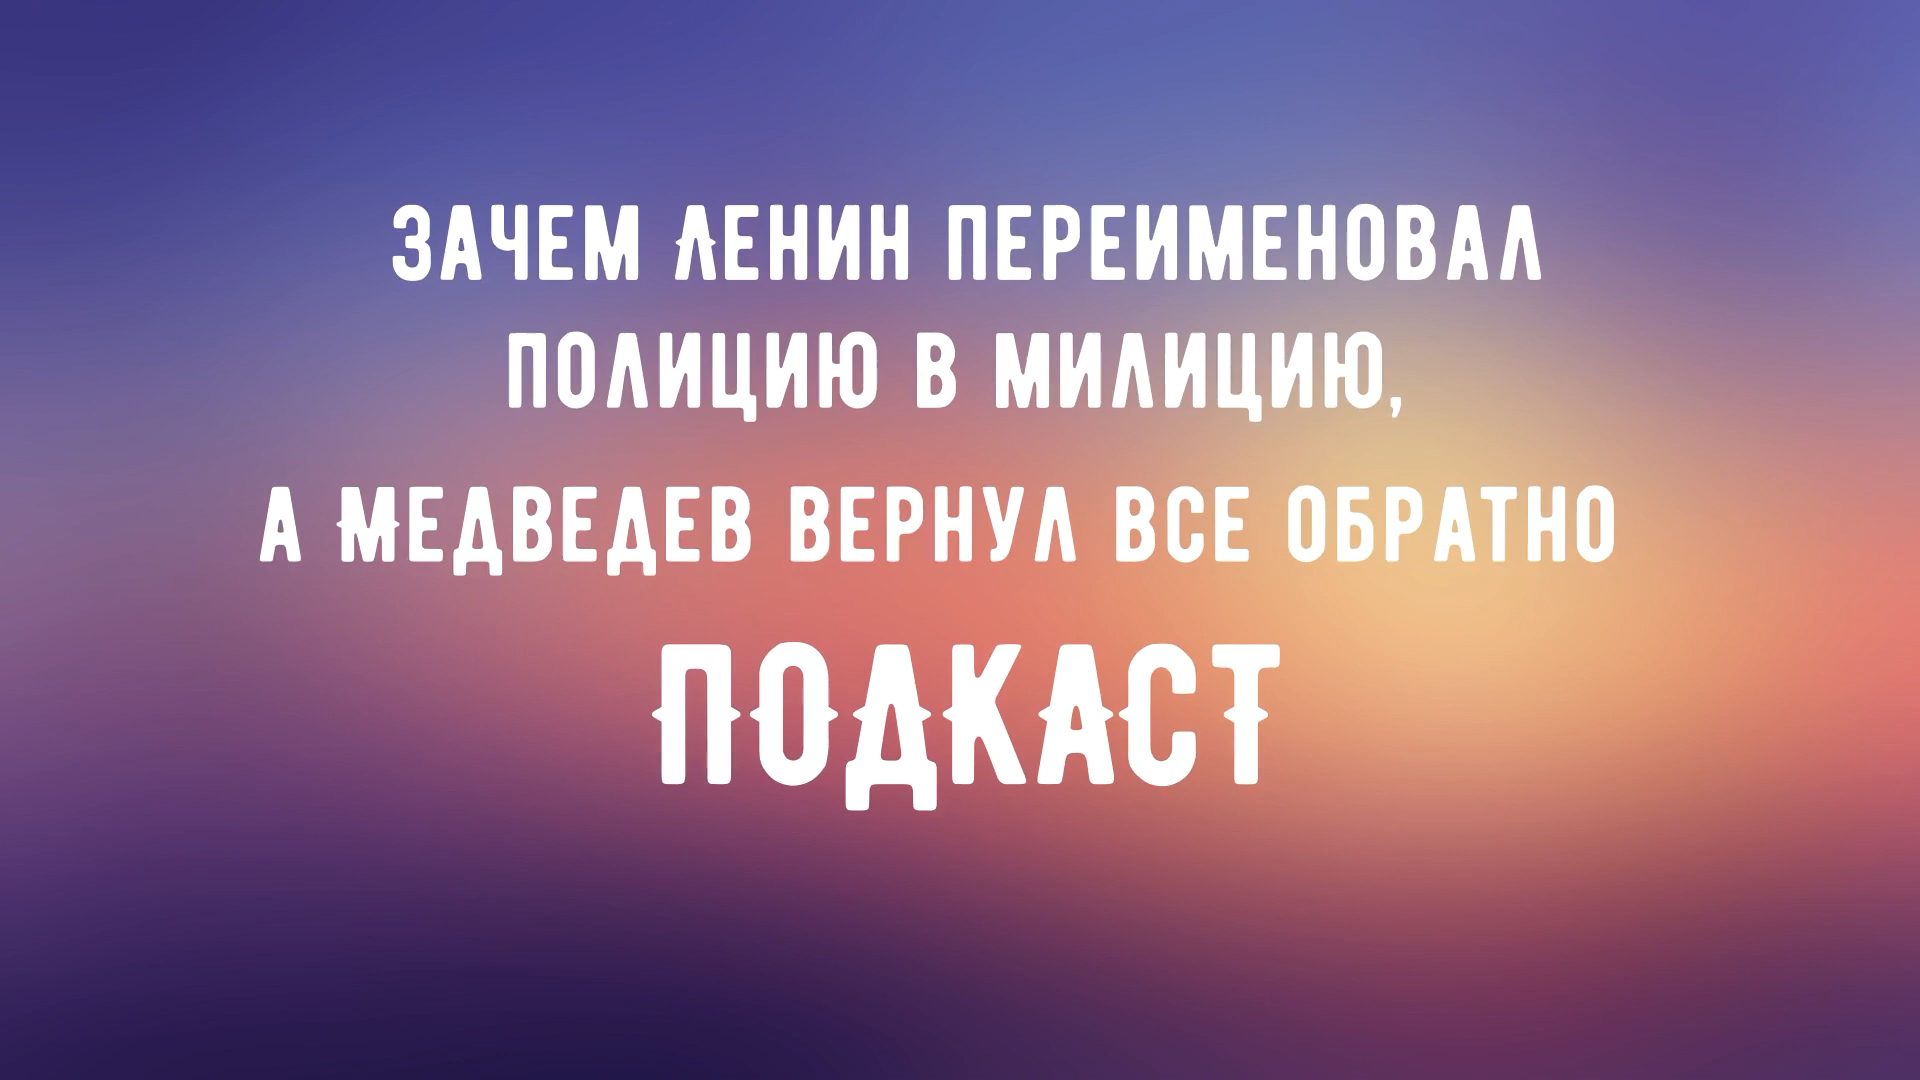 ЗАЧЕМ ЛЕНИН ПЕРЕИМЕНОВАЛ
ПОЛИЦИЮ В МИЛИЦИЮ,
А МЕДВЕДЕВ ВЕРНУЛ ВСЕ ОБРАТНО
ПОДКАСТ